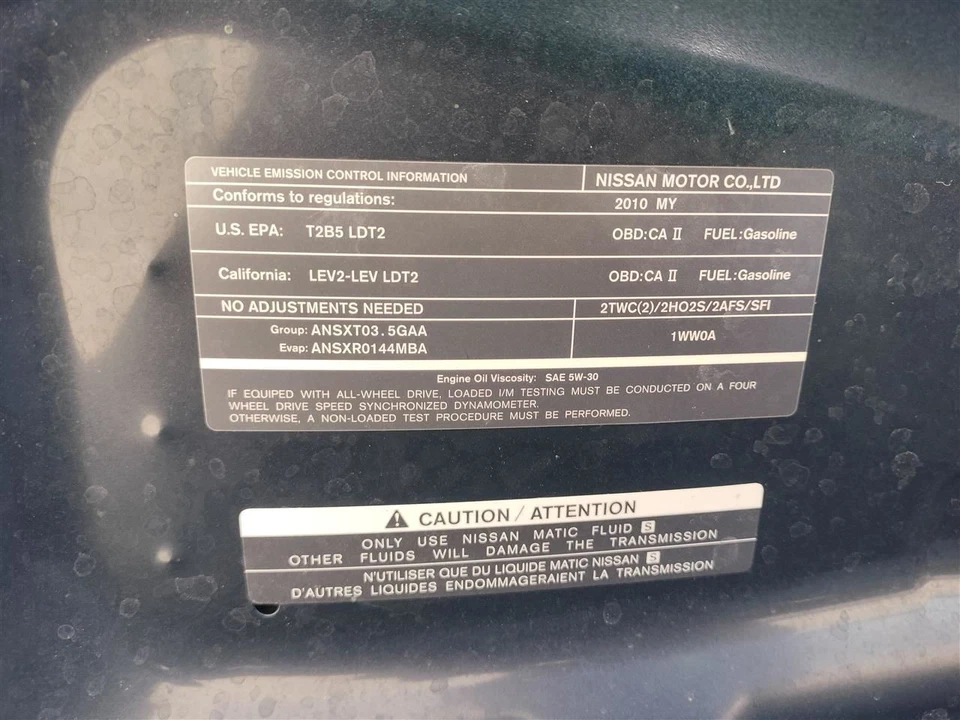 VEHICLE EMISSION CONTROL INFORMATION NISSAN MOTOR CO.,LTD
Conforms to regulations: 2010 MY
U.S. EPA: T2B5 LDT2 OBD:CA II FUEL:Gasoline
California: LEV2-LEV LDT2 OBD:CA II FUEL:Gasoline
NO ADJUSTMENTS NEEDED 2TWC(2)/2HO2S/2AFS/SFI
Group: ANSXT03.5GAA
Evap: ANSXR0144MBA
1WW0A
Engine Oil Viscosity: SAE 5W-30
IF EQUIPED WITH ALL-WHEEL DRIVE, LOADED I/M TESTING MUST BE CONDUCTED ON A FOUR
WHEEL DRIVE SPEED SYNCHRONIZED DYNAMOMETER.
OTHERWISE, A NON-LOADED TEST PROCEDURE MUST BE PERFORMED.
CAUTION / ATTENTION
ONLY USE NISSAN MATIC FLUID S
OTHER FLUIDS WILL DAMAGE THE TRANSMISSION
N'UTILISER QUE DU LIQUIDE MATIC NISSAN S
D'AUTRES LIQUIDES ENDOMMAGERAIENT LA TRANSMISSION